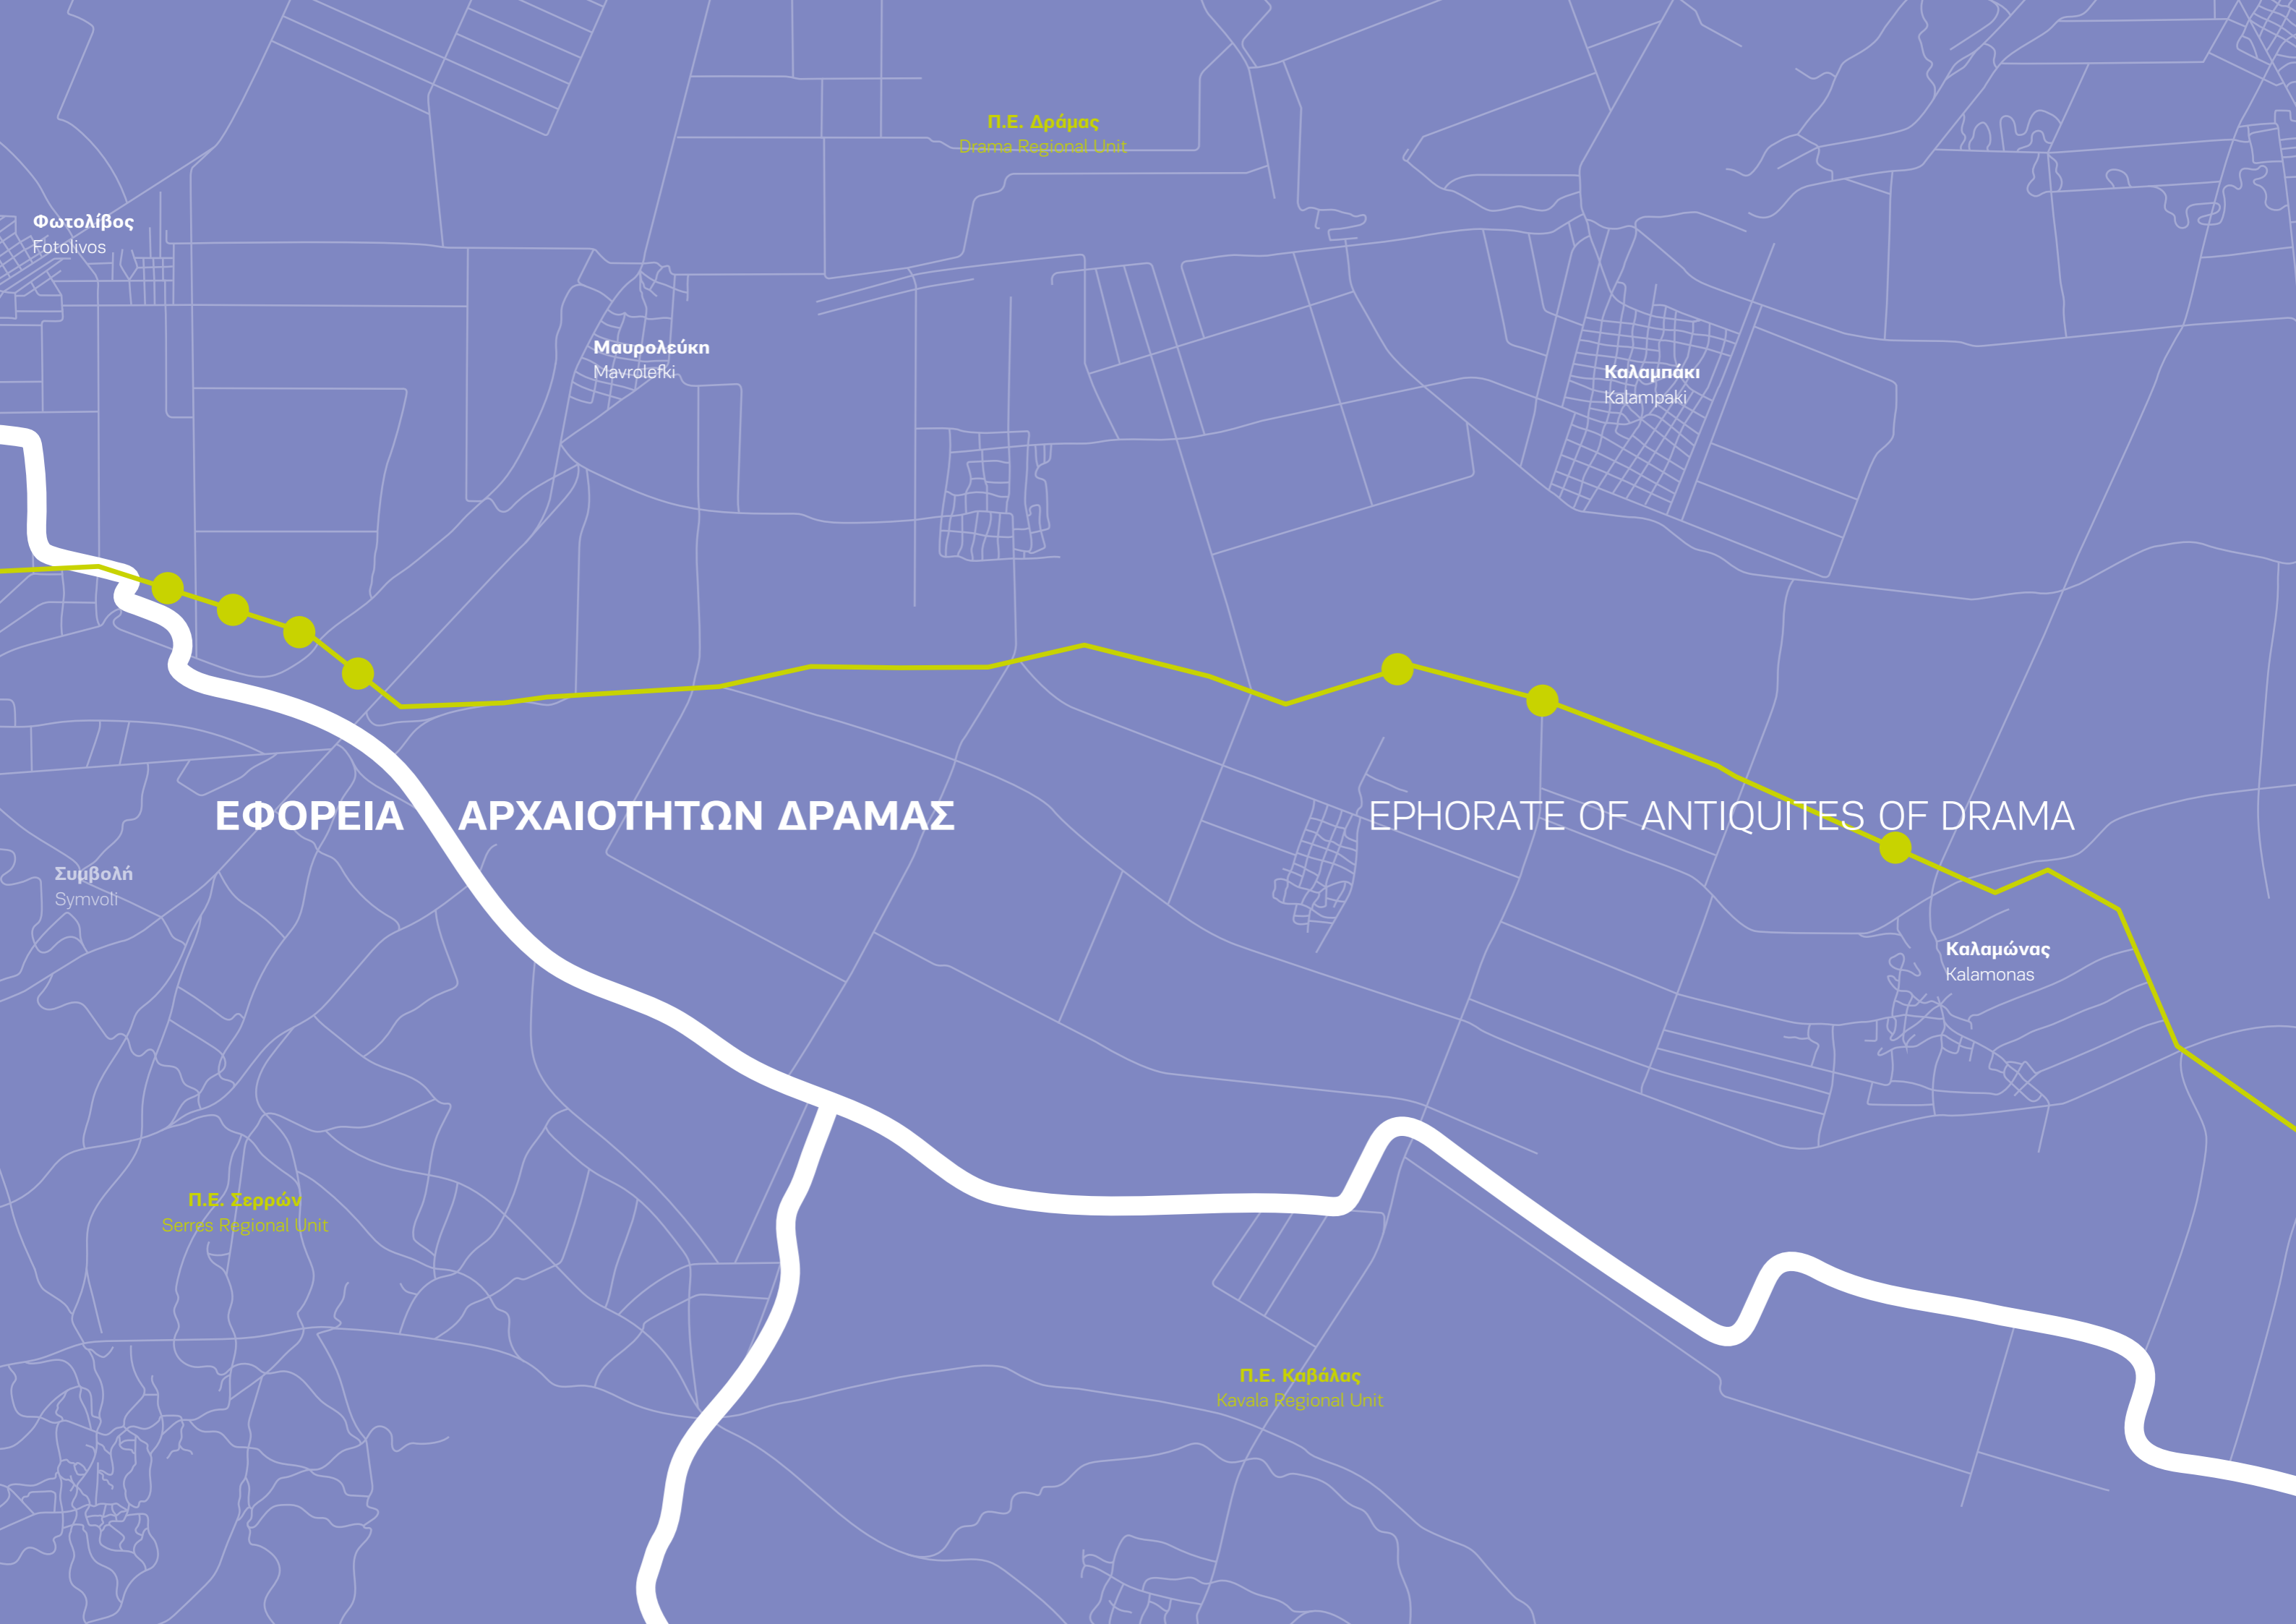 Π.Ε. Δράμας
Drama Regional Unit
Φωτολίβος
Fotolivos
Μαυρολεύκη
Mavrolefki
Καλαμπάκι
Kalampaki
ΕΦΟΡΕΙΑ ΑΡΧΑΙΟΤΗΤΩΝ ΔΡΑΜΑΣ
EPHORATE OF ANTIQUITES OF DRAMA
Συμβολή
Symvoli
Καλαμώνας
Kalamonas
Π.Ε. Σερρών
Serres Regional Unit
Π.Ε. Κάβάλας
Kavala Regional Unit